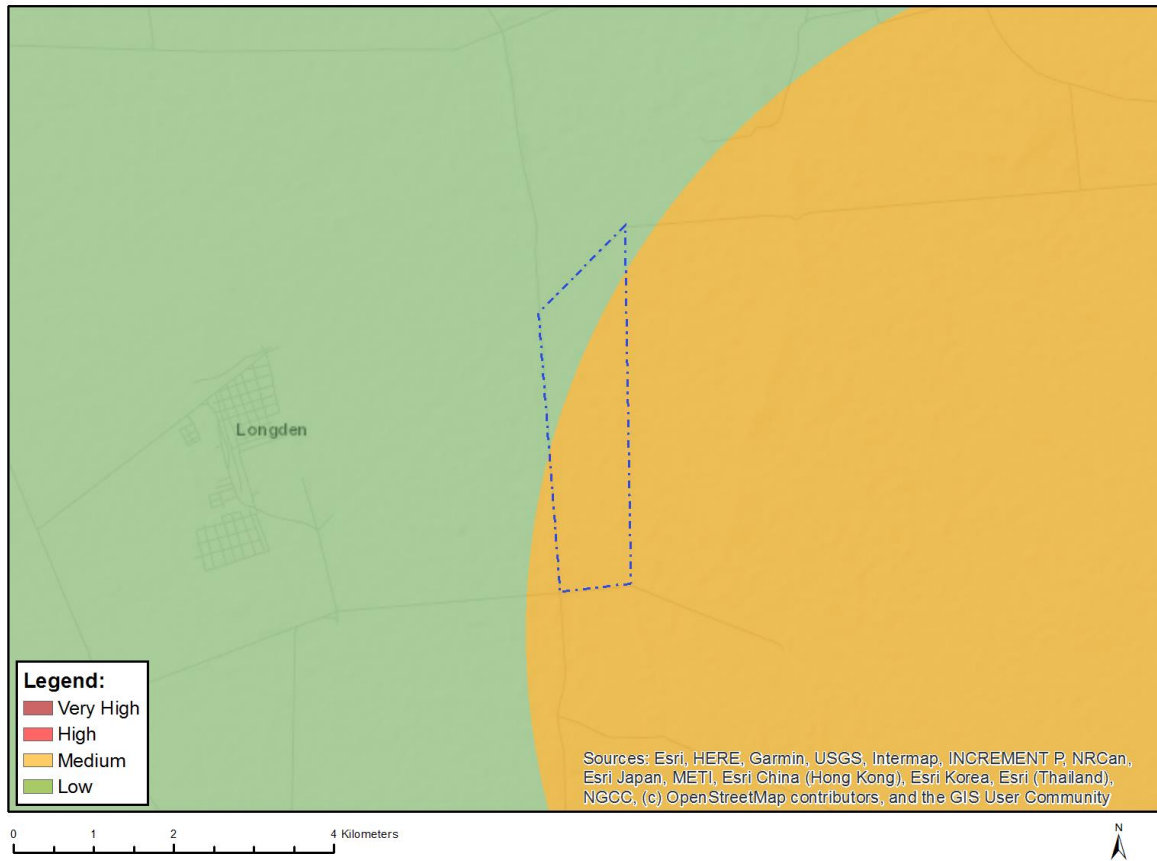 Longden
Legend:
Very High
High
Medium
Low
Sources: Esri, HERE, Garmin, USGS, Intermap, INCREMENT P, NRCan,
Esri Japan, METI, Esri China (Hong Kong), Esri Korea, Esri (Thailand),
NGCC, (c) OpenStreetMap contributors, and the GIS User Community
0 1 2 4 Kilometers
N